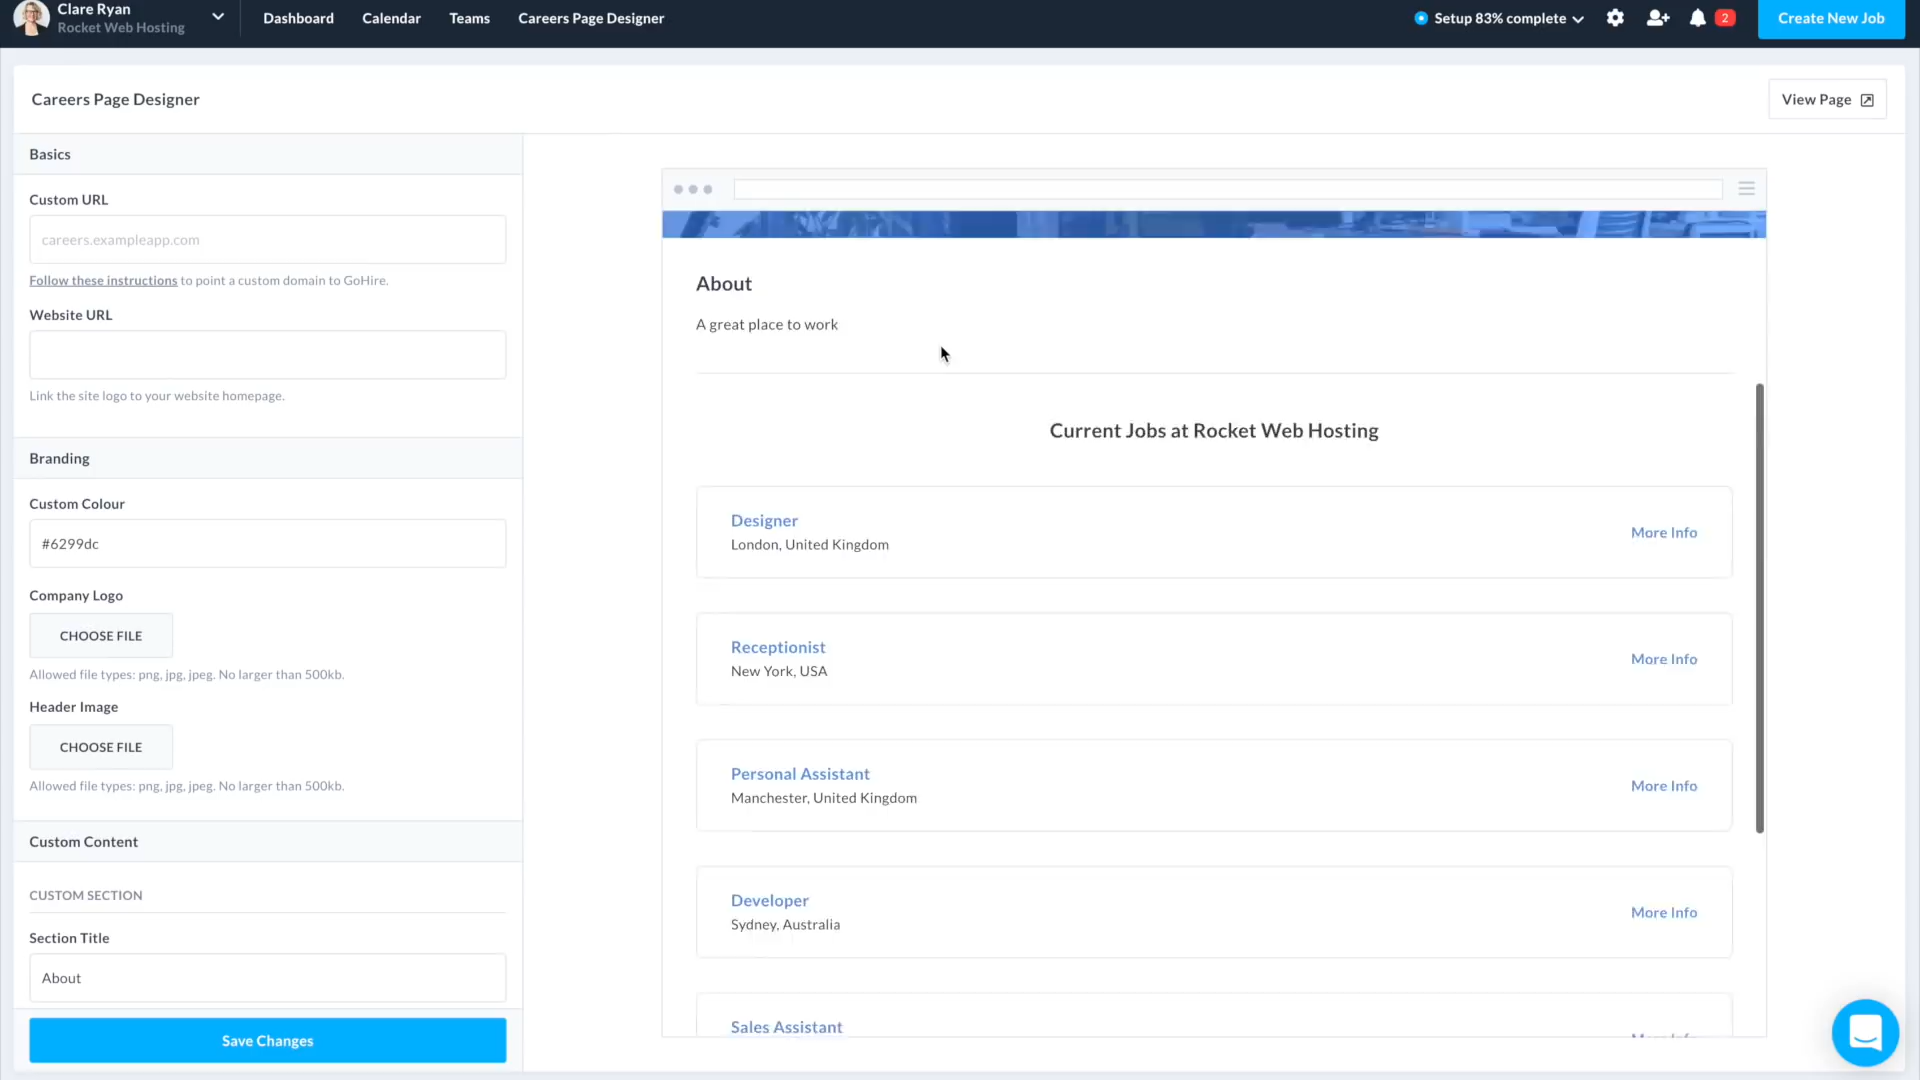 Clare Ryan
Rocket Web Hosting
Dashboard
Calendar
Teams
Careers Page Designer
Setup 83% complete
2
Create New Job
Careers Page Designer
View Page
Basics
Custom URL
careers.exampleapp.com
Follow these instructions to point a custom domain to GoHire.
Website URL
Link the site logo to your website homepage.
Branding
Custom Colour
#6299dc
Company Logo
CHOOSE FILE
Allowed file types: png, jpg, jpeg. No larger than 500kb.
Header Image
CHOOSE FILE
Allowed file types: png, jpg, jpeg. No larger than 500kb.
Custom Content
CUSTOM SECTION
Section Title
About
Save Changes
About
A great place to work
Current Jobs at Rocket Web Hosting
Designer
London, United Kingdom
More Info
Receptionist
New York, USA
More Info
Personal Assistant
Manchester, United Kingdom
More Info
Developer
Sydney, Australia
More Info
Sales Assistant